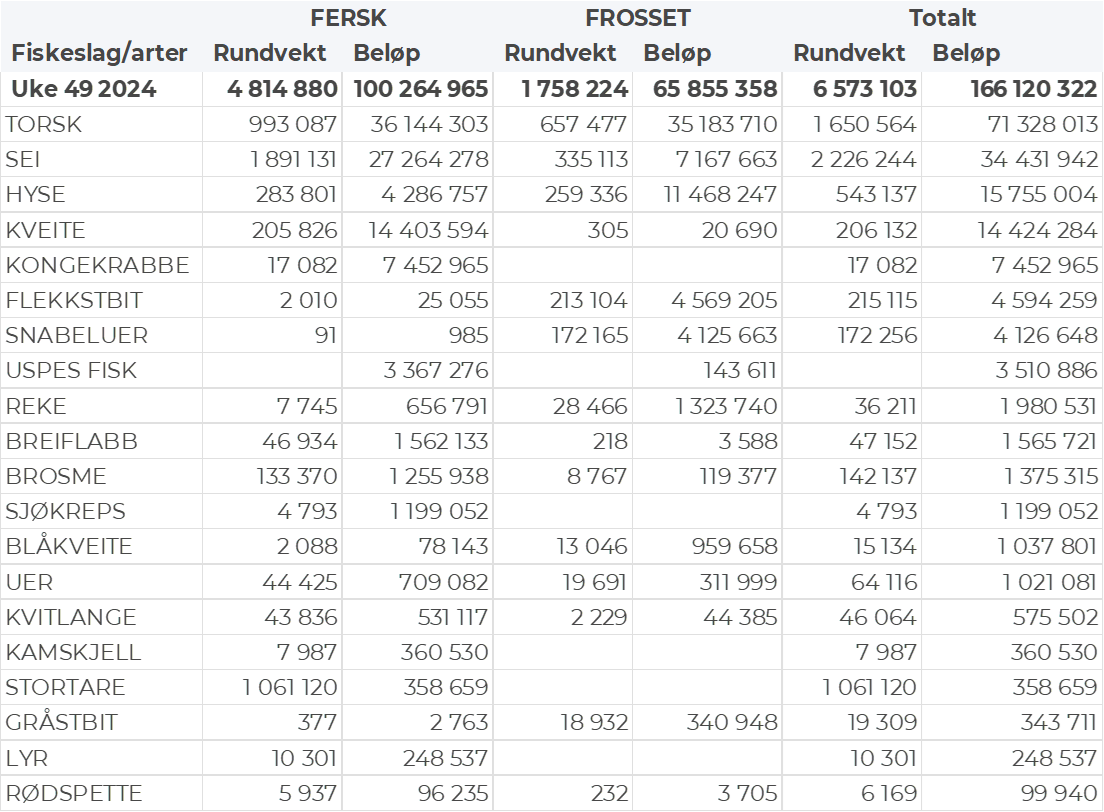 FERSK FROSSET Totalt
Fiskeslag/arter Rundvekt Beløp Rundvekt Beløp Rundvekt Beløp
Uke 49 2024 4 814 880 100 264 965 1 758 224 65 855 358 6 573 103 166 120 322
TORSK 993 087 36 144 303 657 477 35 183 710 1 650 564 71 328 013
SEI 1 891 131 27 264 278 335 113 7 167 663 2 226 244 34 431 942
HYSE 283 801 4 286 757 259 336 11 468 247 543 137 15 755 004
KVEITE 205 826 14 403 594 305 20 690 206 132 14 424 284
KONGEKRABBE 17 082 7 452 965 17 082 7 452 965
FLEKKSTBIT 2 010 25 055 213 104 4 569 205 215 115 4 594 259
SNABELUER 91 985 172 165 4 125 663 172 256 4 126 648
USPES FISK 3 367 276 143 611 3 510 886
REKE 7 745 656 791 28 466 1 323 740 36 211 1 980 531
BREIFLABB 46 934 1 562 133 218 3 588 47 152 1 565 721
BROSME 133 370 1 255 938 8 767 119 377 142 137 1 375 315
SJØKREPS 4 793 1 199 052 4 793 1 199 052
BLÅKVEITE 2 088 78 143 13 046 959 658 15 134 1 037 801
UER 44 425 709 082 19 691 311 999 64 116 1 021 081
KVITLANGE 43 836 531 117 2 229 44 385 46 064 575 502
KAMSKJELL 7 987 360 530 7 987 360 530
STORTARE 1 061 120 358 659 1 061 120 358 659
GRÅSTBIT 377 2 763 18 932 340 948 19 309 343 711
LYR 10 301 248 537 10 301 248 537
RØDSPETTE 5 937 96 235 232 3 705 6 169 99 940